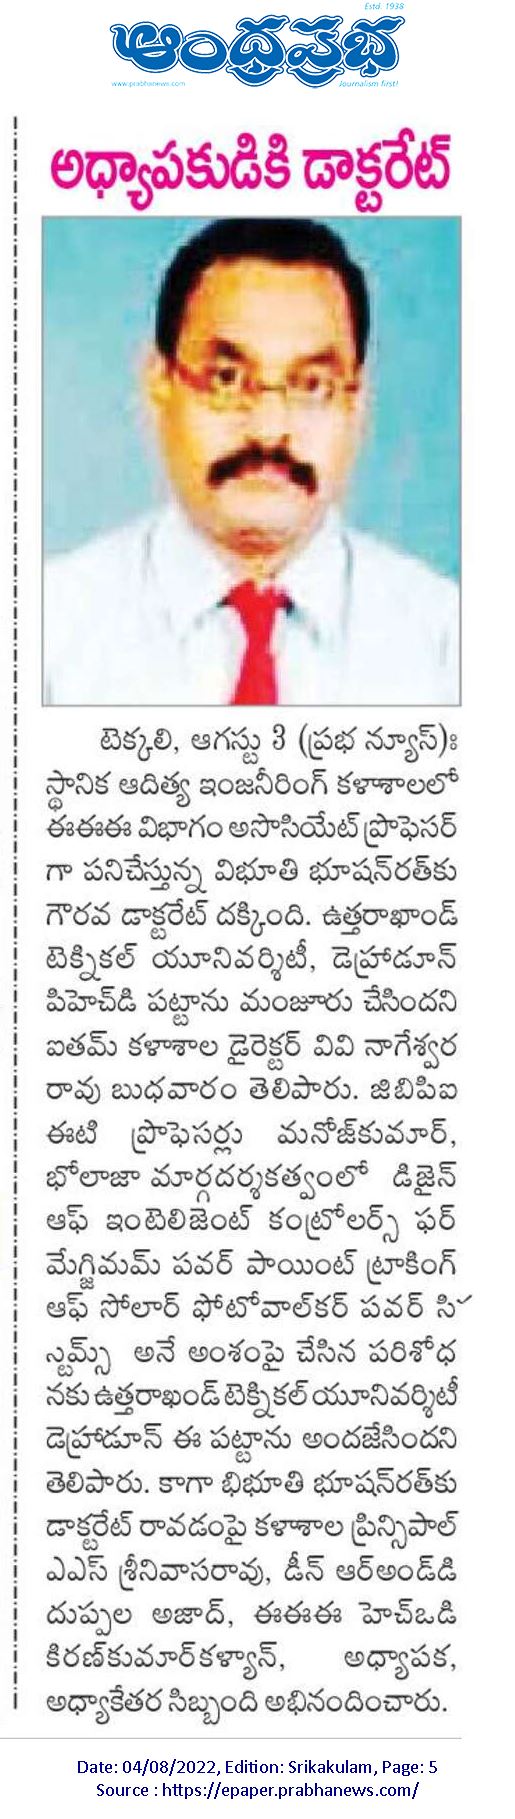 Estd. 1938
ఆంధ్రప్రభ
www.prabhanews.com
Journalism first!
అధ్యాపకుడికి డాక్టరేట్
టెక్కలి, ఆగస్టు 3 (ప్రభ న్యూస్):
స్థానిక ఆదిత్య ఇంజనీరింగ్ కళాశాలలో
ఈఈఈ విభాగం అసోసియేట్ ప్రొఫెసర్
గా పనిచేస్తున్న విభూతి భూషన్‌రత్‌కు
గౌరవ డాక్టరేట్ దక్కింది. ఉత్తరాఖాండ్
టెక్నికల్ యూనివర్శిటీ, డెహ్రాడూన్
పిహెచ్‌డి పట్టాను మంజూరు చేసిందని
ఐతమ్ కళాశాల డైరెక్టర్ వివి నాగేశ్వర
రావు బుధవారం తెలిపారు. జిబిపిఐ
ఈటి ప్రొఫెసర్లు మనోజ్‌కుమార్,
భోలాజా మార్గదర్శకత్వంలో డిజైన్
ఆఫ్ ఇంటెలిజెంట్ కంట్రోలర్స్ ఫర్
మేగ్జిమమ్ పవర్ పాయింట్ ట్రాకింగ్
ఆఫ్ సోలార్ ఫోటోవాల్‌కర్ పవర్ సి
స్టమ్స్ అనే అంశంపై చేసిన పరిశోధ
నకు ఉత్తరాఖండ్ టెక్నికల్ యూనివర్శిటీ
డెహ్రాడూన్ ఈ పట్టాను అందజేసిందని
తెలిపారు. కాగా భిభూతి భూషన్‌రత్‌కు
డాక్టరేట్ రావడంపై కళాశాల ప్రిన్సిపాల్
ఎఎస్ శ్రీనివాసరావు, డీన్ ఆర్అండ్‌డి
దుప్పల అజాద్, ఈఈఈ హెచ్ఒడి
కిరణ్‌కుమార్‌కళ్యాన్, అధ్యాపక,
అధ్యాకేతర సిబ్బంది అభినందించారు.
Date: 04/08/2022, Edition: Srikakulam, Page: 5
Source : https://epaper.prabhanews.com/